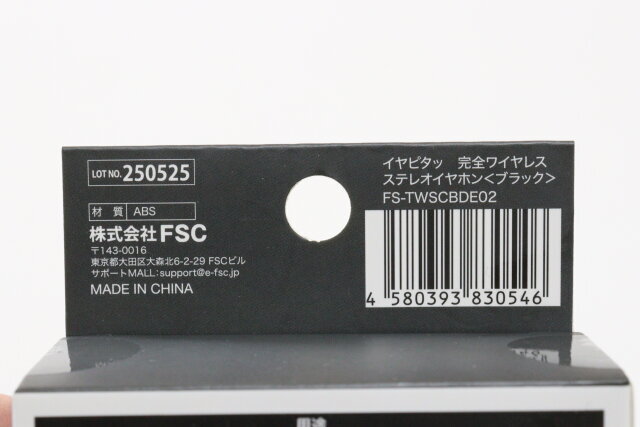 LOT NO. 250525
材質 ABS
株式会社FSC
〒143-0016
東京都大田区大森北6-2-29 FSCビル
サポートMALL:support@e-fsc.jp
MADE IN CHINA
イヤピタッ 完全ワイヤレス
ステレオイヤホン<ブラック>
FS-TWSCBDE02
4 580393 830546